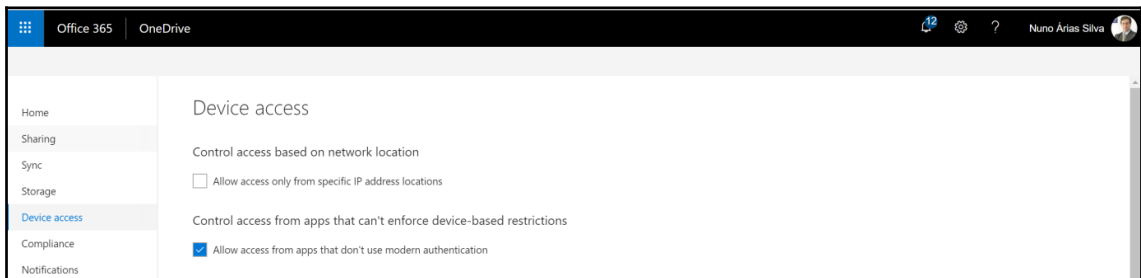 Office 365
OneDrive
12
?
Nuno Árias Silva
Home
Sharing
Sync
Storage
Device access
Compliance
Notifications
Device access
Control access based on network location
Allow access only from specific IP address locations
Control access from apps that can't enforce device-based restrictions
Allow access from apps that don't use modern authentication